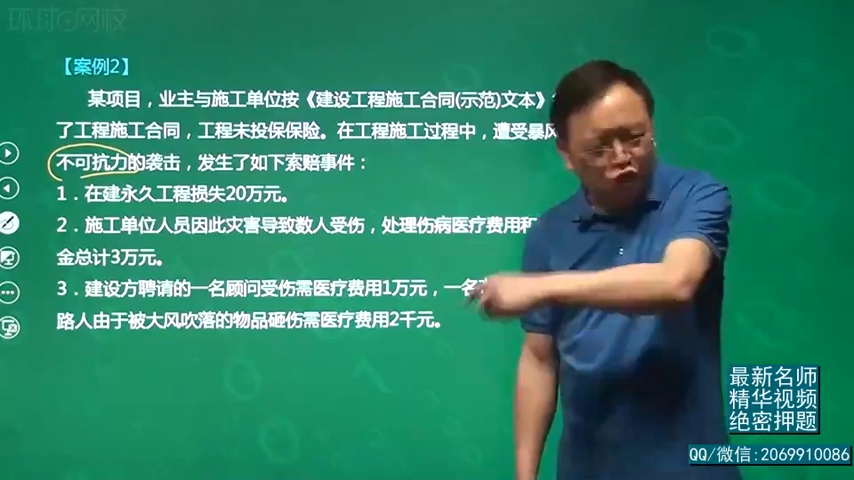 环球e网校
【案例2】
某项目，业主与施工单位按《建设工程施工合同(示范)文本》
了工程施工合同，工程未投保保险。在工程施工过程中，遭受暴风
不可抗力的袭击，发生了如下索赔事件：
1．在建永久工程损失20万元。
2．施工单位人员因此灾害导致数人受伤，处理伤病医疗费用和
金总计3万元。
3．建设方聘请的一名顾问受伤需医疗费用1万元，一名
路人由于被大风吹落的物品砸伤需医疗费用2千元。
最新名师
精华视频
绝密押题
QQ/微信:2069910086